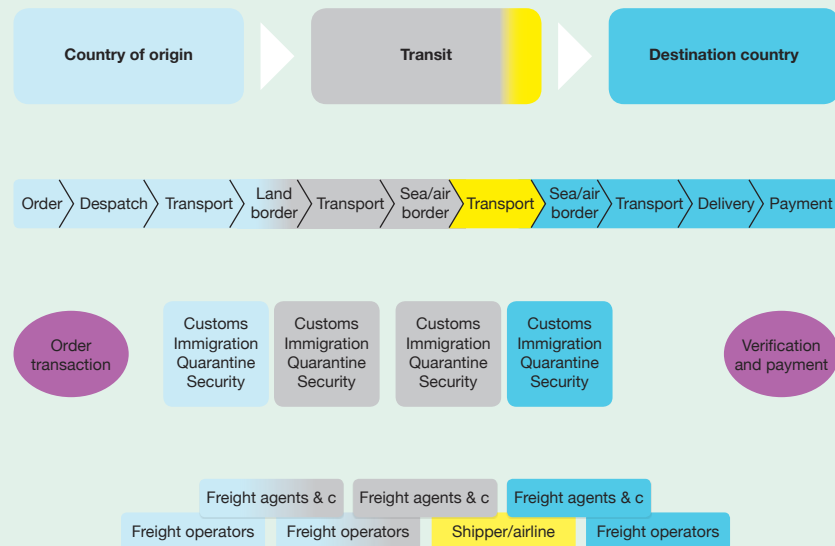 Country of origin
Transit
Destination country
Order
Despatch
Transport
Land
border
Transport
Sea/air
border
Transport
Sea/air
border
Transport
Delivery
Payment
Order
transaction
Customs
Immigration
Quarantine
Security
Customs
Immigration
Quarantine
Security
Customs
Immigration
Quarantine
Security
Customs
Immigration
Quarantine
Security
Verification
and payment
Freight agents & c
Freight agents & c
Freight agents & c
Freight operators
Freight operators
Shipper/airline
Freight operators